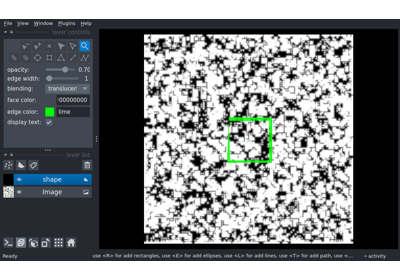 File View Window Plugins Help
layer controls
opacity: 0.70
edge width: 1
blending: translucen
face color: 00000000
edge color: lime
display text:
layer list
shape
Image
Ready use <R> for add rectangles, use <E> for add ellipses, use <L> for add lines, use <T> for add path, use <... activity